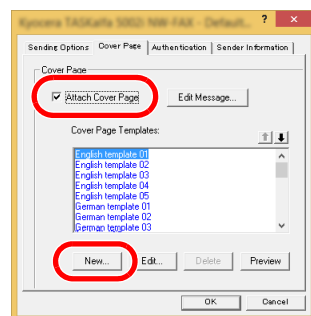 Kyocera TASKalfa 5002i NW-FAX - Default... ? ×
Sending Options Cover Page Authentication Sender Information
Cover Page
Attach Cover Page Edit Message...
Cover Page Templates:
English template 01
English template 02
English template 03
English template 04
English template 05
German template 01
German template 02
German template 03
New... Edit... Delete Preview
OK Cancel